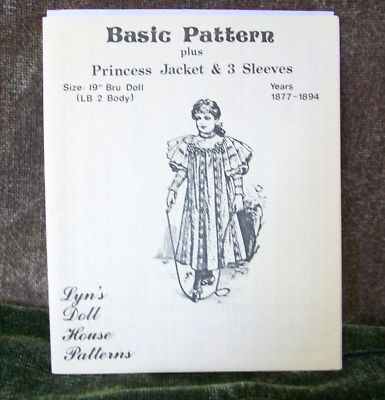 Basic Pattern
plus
Princess Jacket & 3 Sleeves
Size: 19" Bru Doll
(LB 2 Body)
Years
1877-1894
Lyn's
Doll
House
Patterns